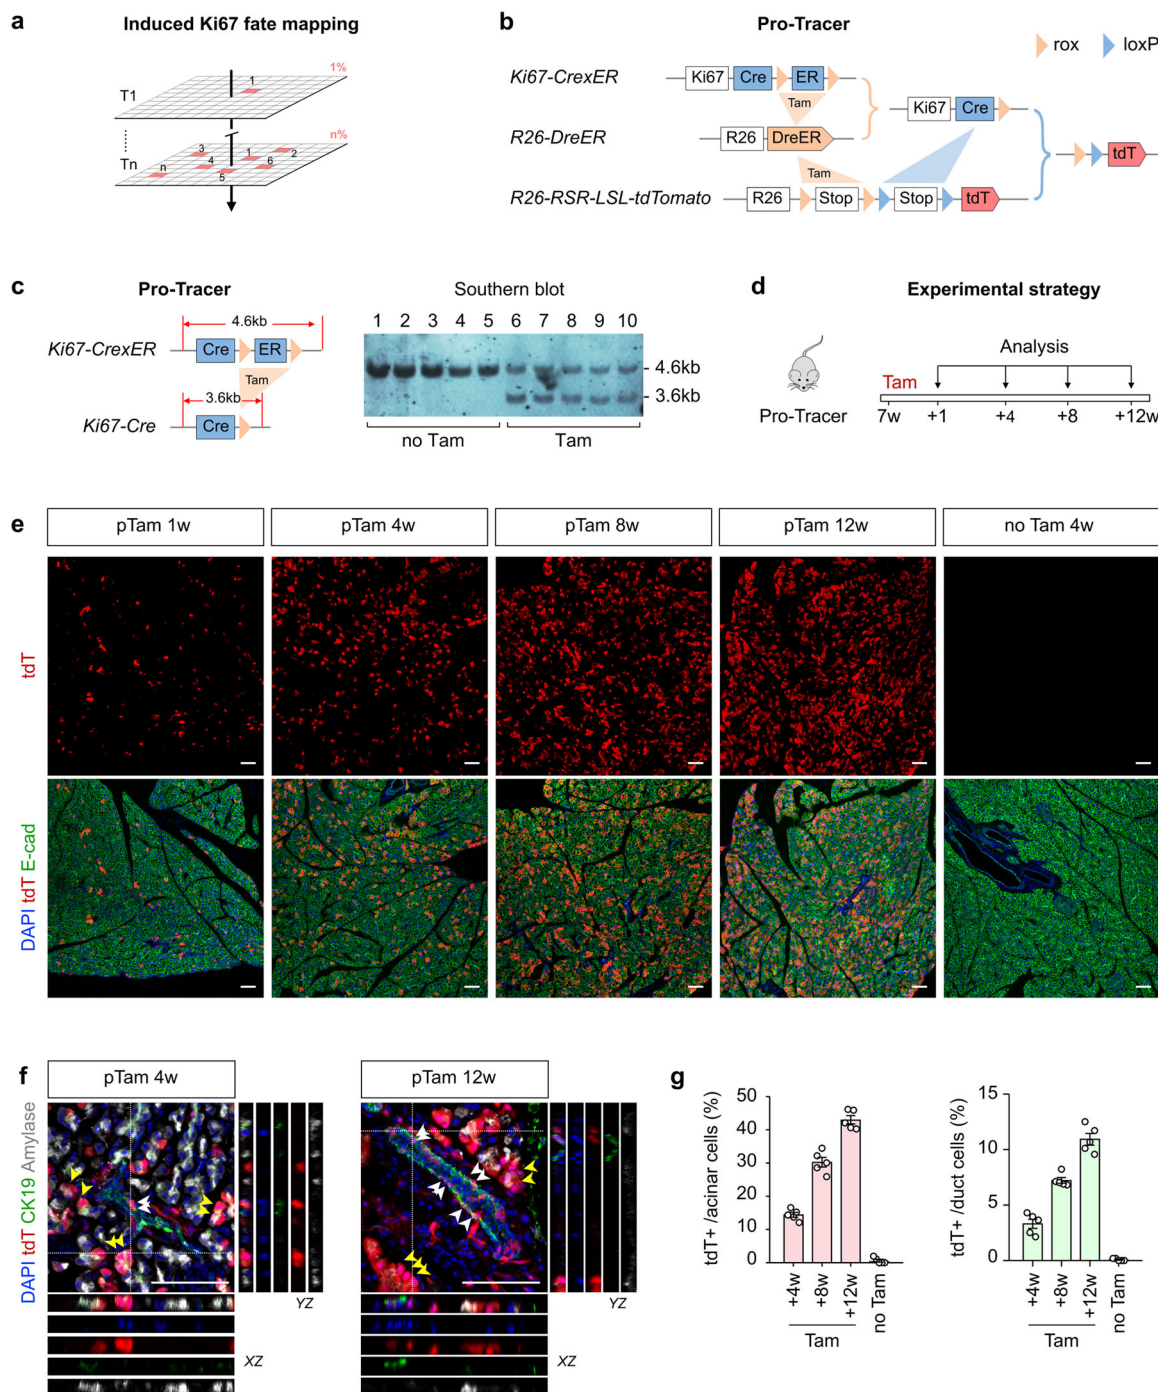 a
Induced Ki67 fate mapping
1%
T1
1
n%
Tn
n
3
4
5
1
6
2
b
Pro-Tracer
rox
loxP
Ki67-CrexER
Ki67
Cre
ER
Tam
R26-DreER
R26
DreER
Ki67
Cre
tdT
Tam
R26-RSR-LSL-tdTomato
R26
Stop
Stop
tdT
c
Pro-Tracer
4.6kb
Ki67-CrexER
Cre
ER
Tam
3.6kb
Ki67-Cre
Cre
Southern blot
1 2 3 4 5 6 7 8 9 10
- 4.6kb
- 3.6kb
no Tam
Tam
d
Experimental strategy
Analysis
Tam
Pro-Tracer
7w
+1
+4
+8
+12w
e
pTam 1w
pTam 4w
pTam 8w
pTam 12w
no Tam 4w
tdT
DAPI tdT E-cad
f
pTam 4w
pTam 12w
DAPI tdT CK19 Amylase
YZ
XZ
YZ
XZ
g
tdT+ /acinar cells (%)
50
40
30
20
10
0
+4w
+8w
+12w
no Tam
Tam
tdT+ /duct cells (%)
15
10
5
0
+4w
+8w
+12w
no Tam
Tam